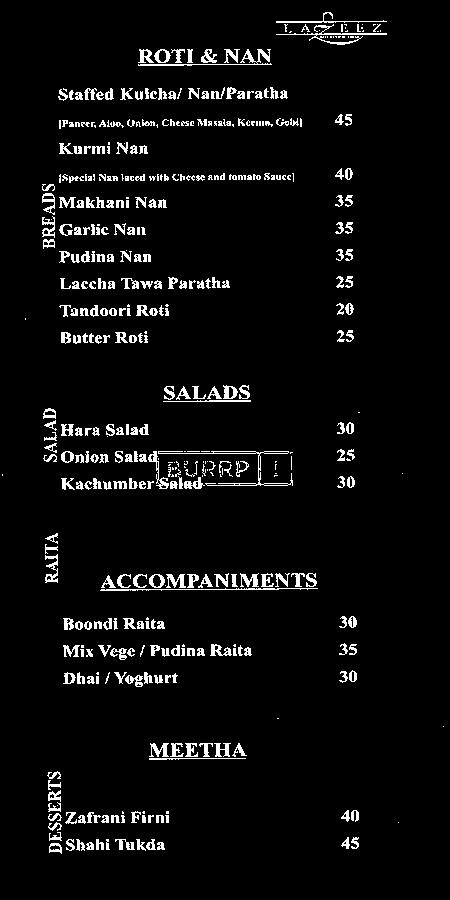 LAZEEZ
ROTI & NAN
Staffed Kulcha/ Nan/Paratha
[Paneer, Aloo, Onion, Cheese Masala, Keema, Gobi] 45
Kurmi Nan
[Special Nan laced with Cheese and tomato Sauce] 40
BREADS
Makhani Nan 35
Garlic Nan 35
Pudina Nan 35
Laccha Tawa Paratha 25
Tandoori Roti 20
Butter Roti 25
SALADS
SALAD
Hara Salad 30
Onion Salad 25
BURRP !
Kachumber Salad 30
RAITA
ACCOMPANIMENTS
Boondi Raita 30
Mix Vege / Pudina Raita 35
Dhai / Yoghurt 30
MEETHA
DESSERTS
Zafrani Firni 40
Shahi Tukda 45